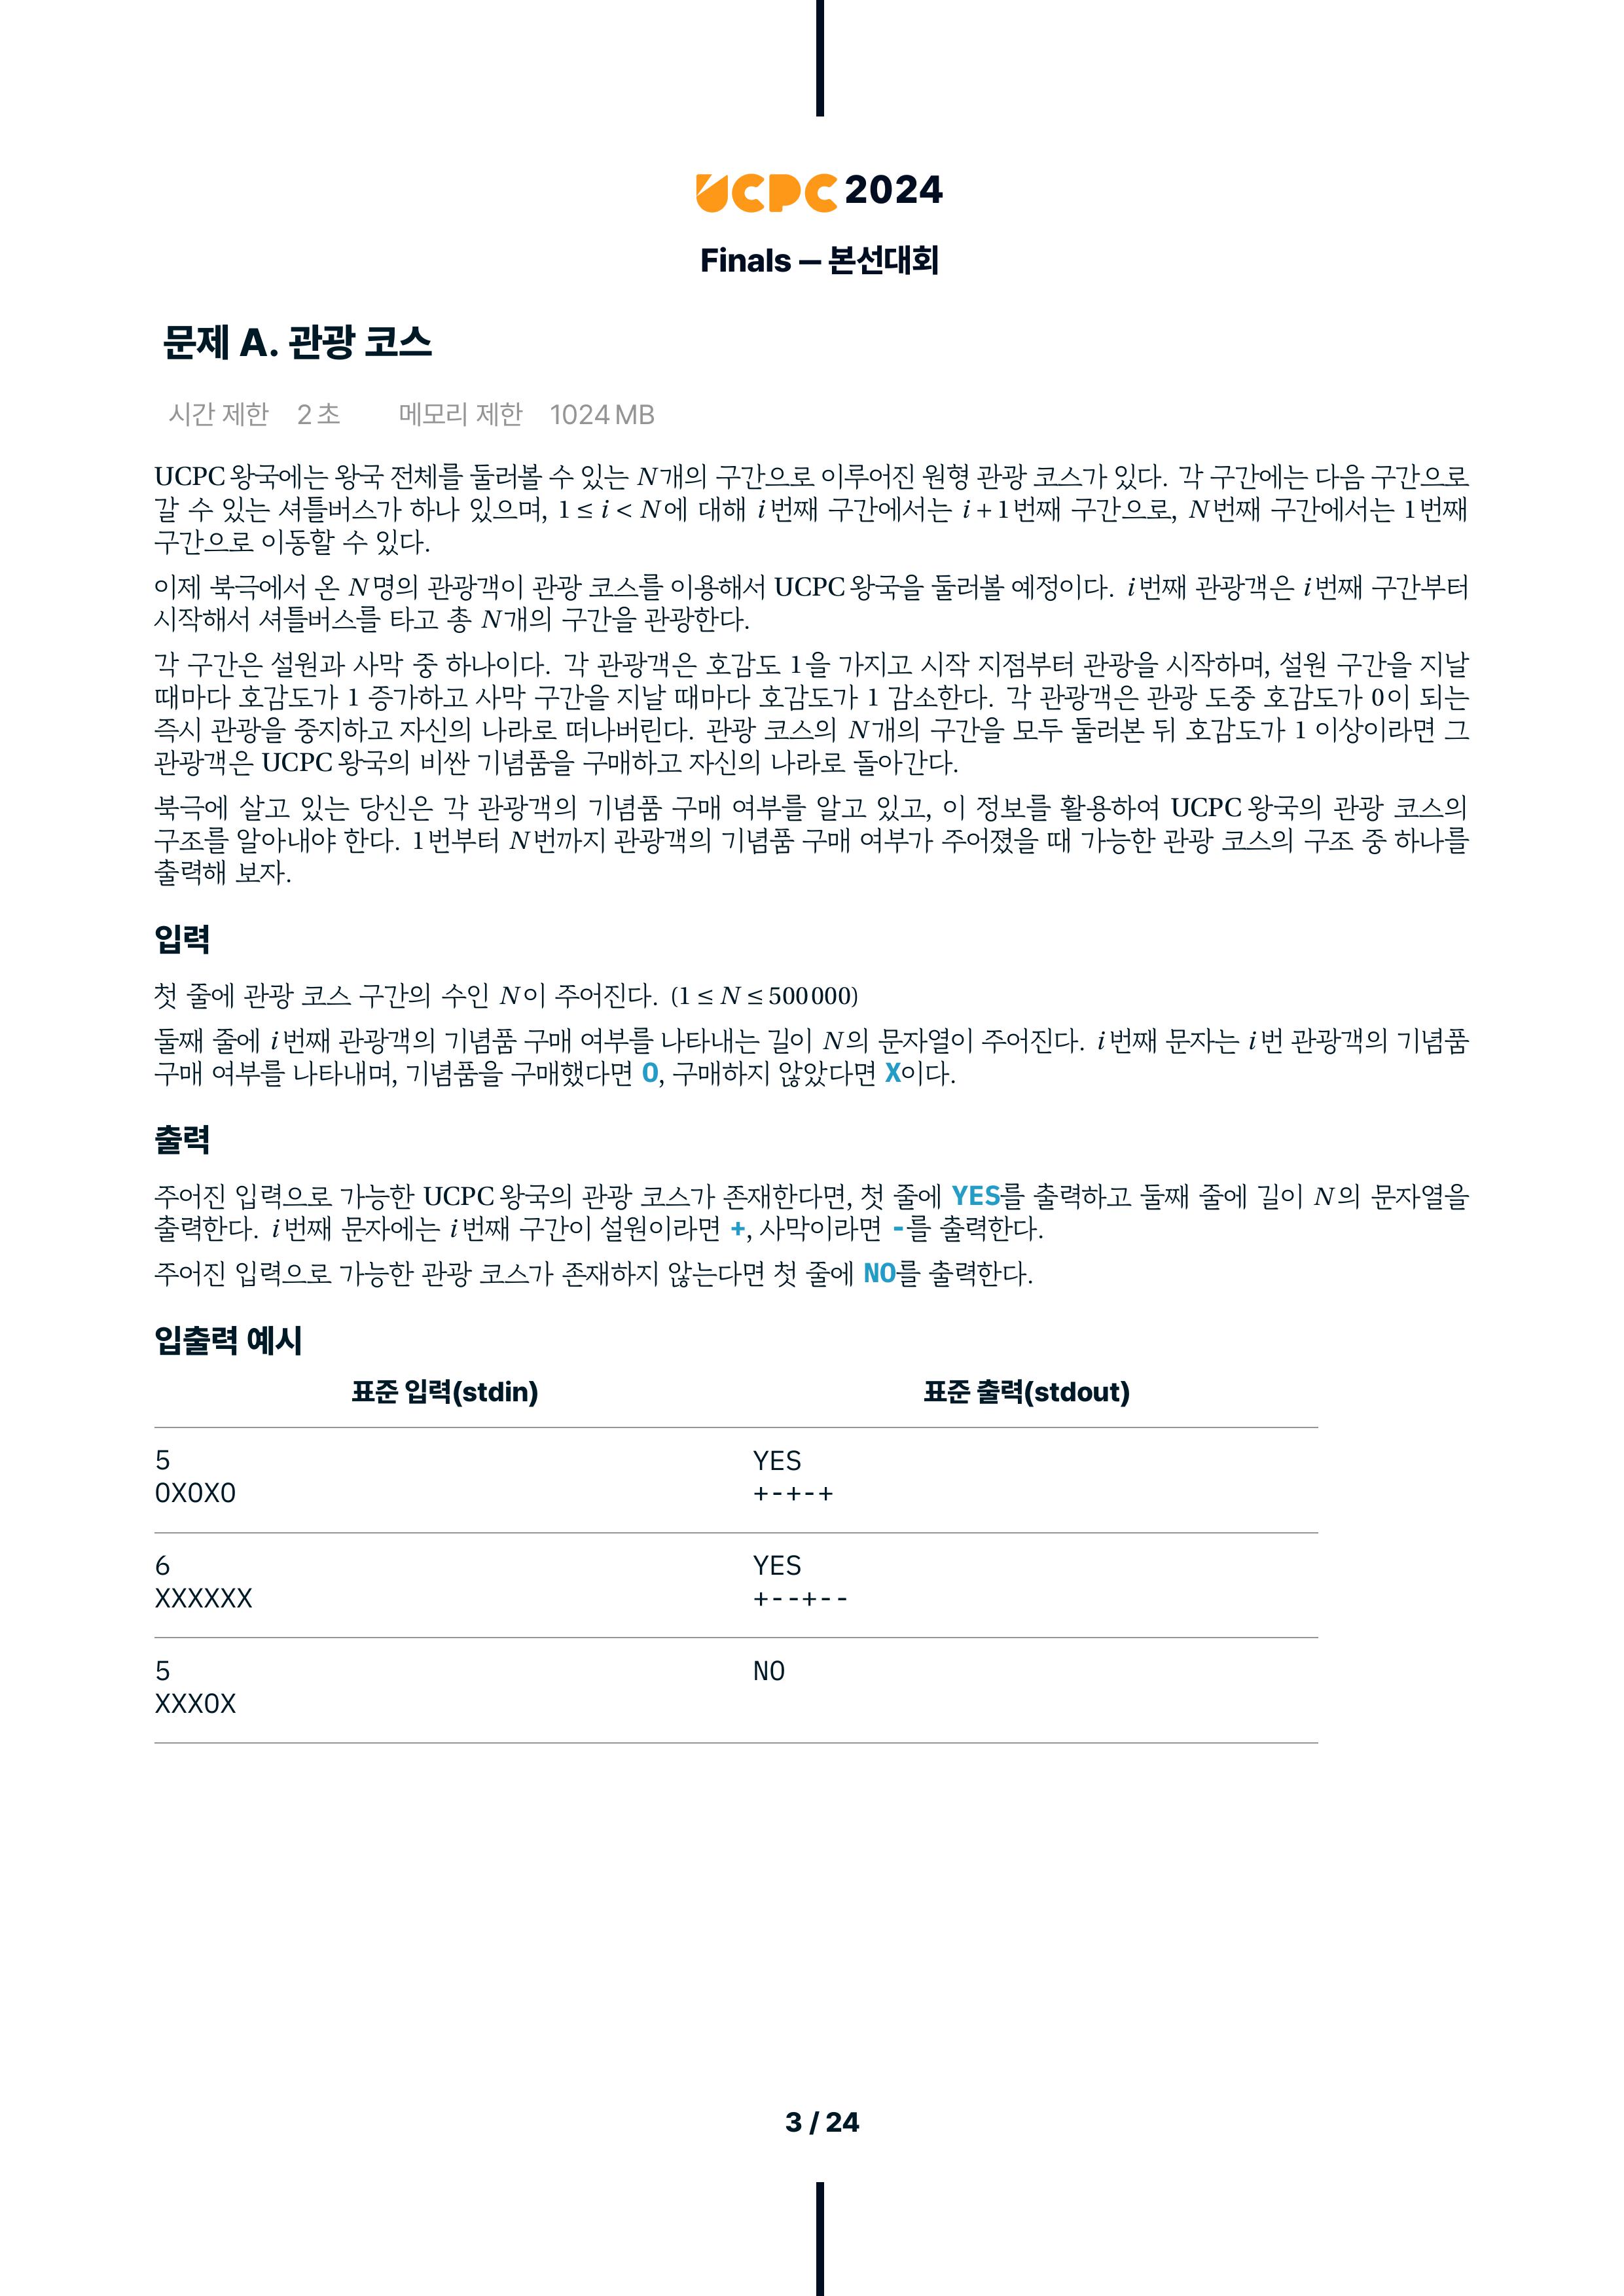 UCPC 2024
Finals — 본선대회
문제 A. 관광 코스
시간 제한 2 초 메모리 제한 1024 MB
UCPC 왕국에는 왕국 전체를 둘러볼 수 있는 N개의 구간으로 이루어진 원형 관광 코스가 있다. 각 구간에는 다음 구간으로
갈 수 있는 셔틀버스가 하나 있으며, 1 ≤ i < N에 대해 i번째 구간에서는 i + 1번째 구간으로, N번째 구간에서는 1번째
구간으로 이동할 수 있다.
이제 북극에서 온 N명의 관광객이 관광 코스를 이용해서 UCPC 왕국을 둘러볼 예정이다. i번째 관광객은 i번째 구간부터
시작해서 셔틀버스를 타고 총 N개의 구간을 관광한다.
각 구간은 설원과 사막 중 하나이다. 각 관광객은 호감도 1을 가지고 시작 지점부터 관광을 시작하며, 설원 구간을 지날
때마다 호감도가 1 증가하고 사막 구간을 지날 때마다 호감도가 1 감소한다. 각 관광객은 관광 도중 호감도가 0이 되는
즉시 관광을 중지하고 자신의 나라로 떠나버린다. 관광 코스의 N개의 구간을 모두 둘러본 뒤 호감도가 1 이상이라면 그
관광객은 UCPC 왕국의 비싼 기념품을 구매하고 자신의 나라로 돌아간다.
북극에 살고 있는 당신은 각 관광객의 기념품 구매 여부를 알고 있고, 이 정보를 활용하여 UCPC 왕국의 관광 코스의
구조를 알아내야 한다. 1번부터 N번까지 관광객의 기념품 구매 여부가 주어졌을 때 가능한 관광 코스의 구조 중 하나를
출력해 보자.
입력
첫 줄에 관광 코스 구간의 수인 N이 주어진다. (1 ≤ N ≤ 500 000)
둘째 줄에 i번째 관광객의 기념품 구매 여부를 나타내는 길이 N의 문자열이 주어진다. i번째 문자는 i번 관광객의 기념품
구매 여부를 나타내며, 기념품을 구매했다면 O, 구매하지 않았다면 X이다.
출력
주어진 입력으로 가능한 UCPC 왕국의 관광 코스가 존재한다면, 첫 줄에 YES를 출력하고 둘째 줄에 길이 N의 문자열을
출력한다. i번째 문자에는 i번째 구간이 설원이라면 +, 사막이라면 -를 출력한다.
주어진 입력으로 가능한 관광 코스가 존재하지 않는다면 첫 줄에 NO를 출력한다.
입출력 예시
표준 입력(stdin) 표준 출력(stdout)
5 YES
OXOXO +-+-+
6 YES
XXXXXX +--+--
5 NO
XXXOX
3 / 24